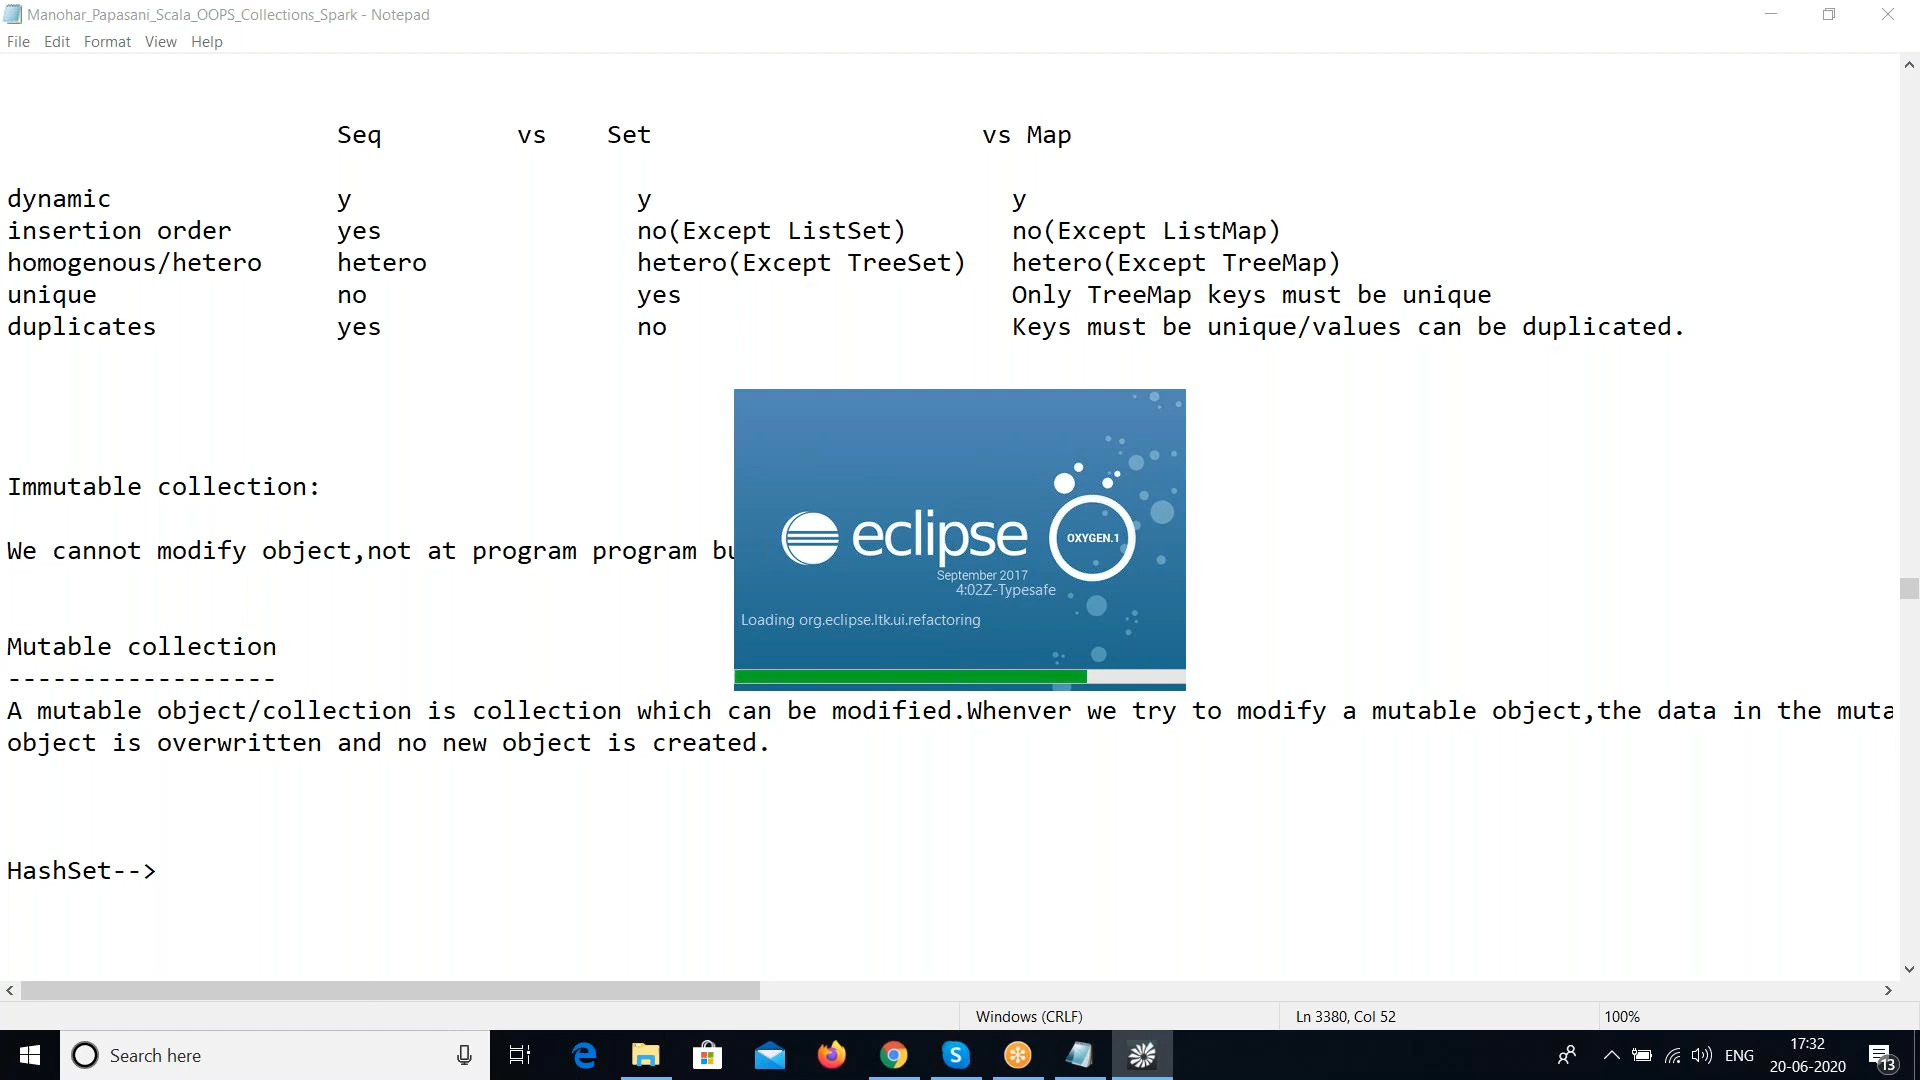 Manohar_Papasani_Scala_OOPS_Collections_Spark - Notepad
File Edit Format View Help
Seq vs Set vs Map
dynamic y y y
insertion order yes no(Except ListSet) no(Except ListMap)
homogenous/hetero hetero hetero(Except TreeSet) hetero(Except TreeMap)
unique no yes Only TreeMap keys must be unique
duplicates yes no Keys must be unique/values can be duplicated.
Immutable collection:
We cannot modify object,not at program program bu
eclipse
OXYGEN.1
September 2017
4:02Z-Typesafe
Loading org.eclipse.ltk.ui.refactoring
Mutable collection
------------------
A mutable object/collection is collection which can be modified.Whenver we try to modify a mutable object,the data in the muta
object is overwritten and no new object is created.
HashSet-->
Windows (CRLF) Ln 3380, Col 52 100%
Search here
ENG
17:32
20-06-2020
13